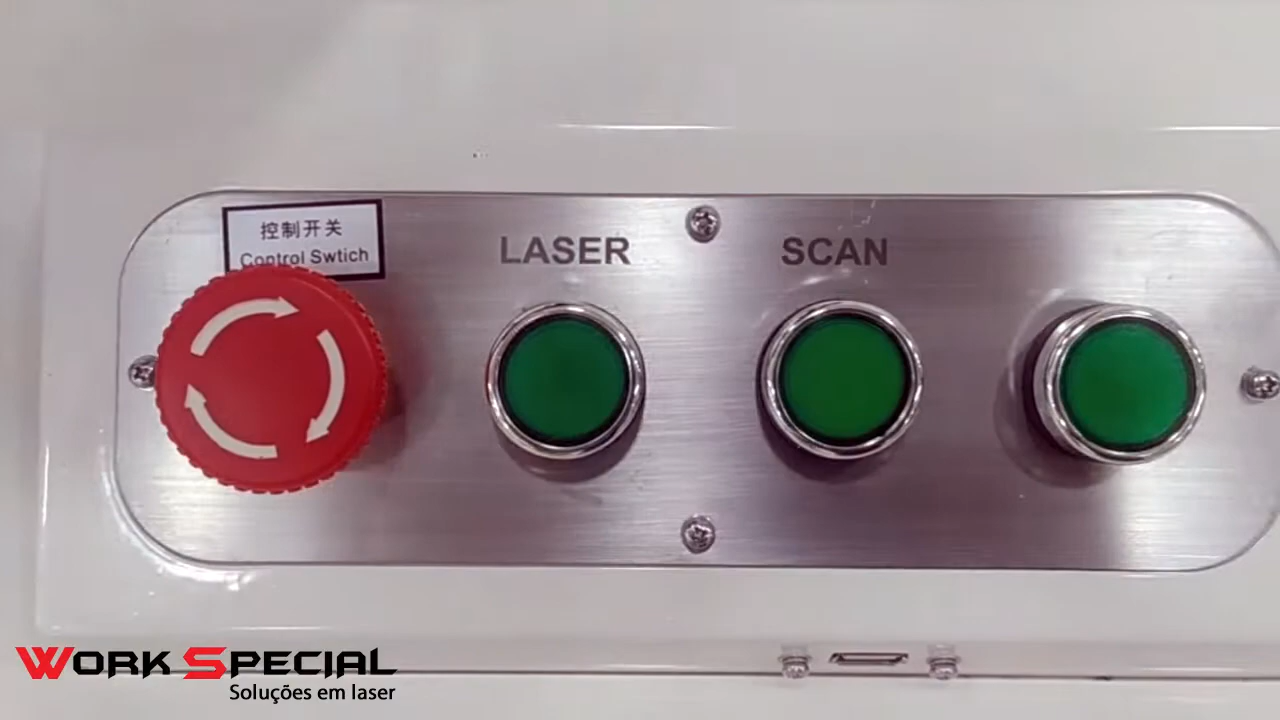 控制开关
Control Swtich
LASER
SCAN
WORK SPECIAL
Soluções em laser